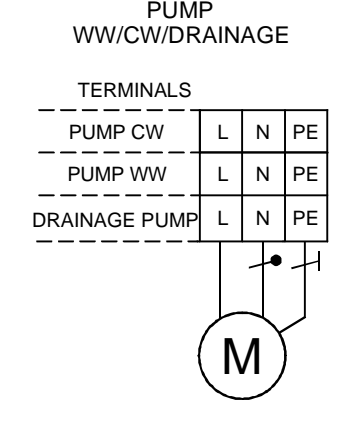 PUMP
WW/CW/DRAINAGE
TERMINALS
PUMP CW L N PE
PUMP WW L N PE
DRAINAGE PUMP L N PE
M